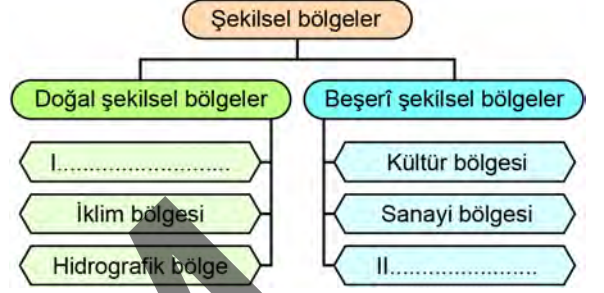 Şekilsel bölgeler
Doğal şekilsel bölgeler
Beşerî şekilsel bölgeler
I..........................
Kültür bölgesi
İklim bölgesi
Sanayi bölgesi
Hidrografik bölge
II......................